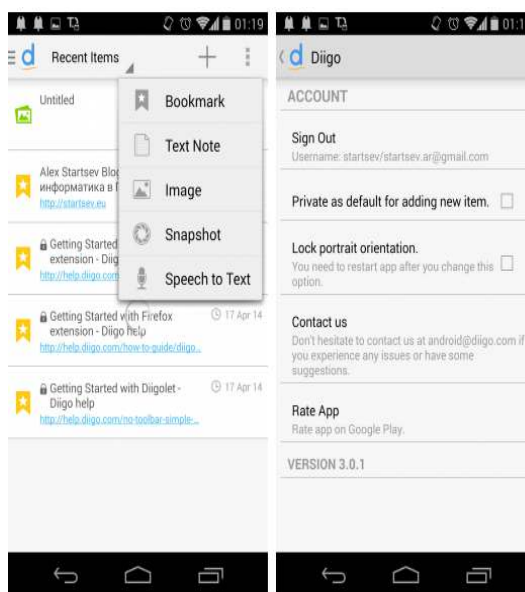 01:19
d Recent Items
Bookmark
Text Note
Image
Snapshot
Speech to Text
Untitled
Alex Startsev Blog
информатика в
http://startsev.eu
Getting Started
extension - Diig
http://help.diigo.com
Getting Started with Firefox
extension - Diigo help
http://help.diigo.com/how-to-guide/diigo...
17 Apr 14
Getting Started with Diigolet -
Diigo help
http://help.diigo.com/no-toolbar-simple-...
17 Apr 14
01:1
d Diigo
ACCOUNT
Sign Out
Username: startsev/startsev.ar@gmail.com
Private as default for adding new item.
Lock portrait orientation.
You need to restart app after you change this
option.
Contact us
Don't hesitate to contact us at android@diigo.com if
you experience any issues or have some
suggestions.
Rate App
Rate app on Google Play.
VERSION 3.0.1